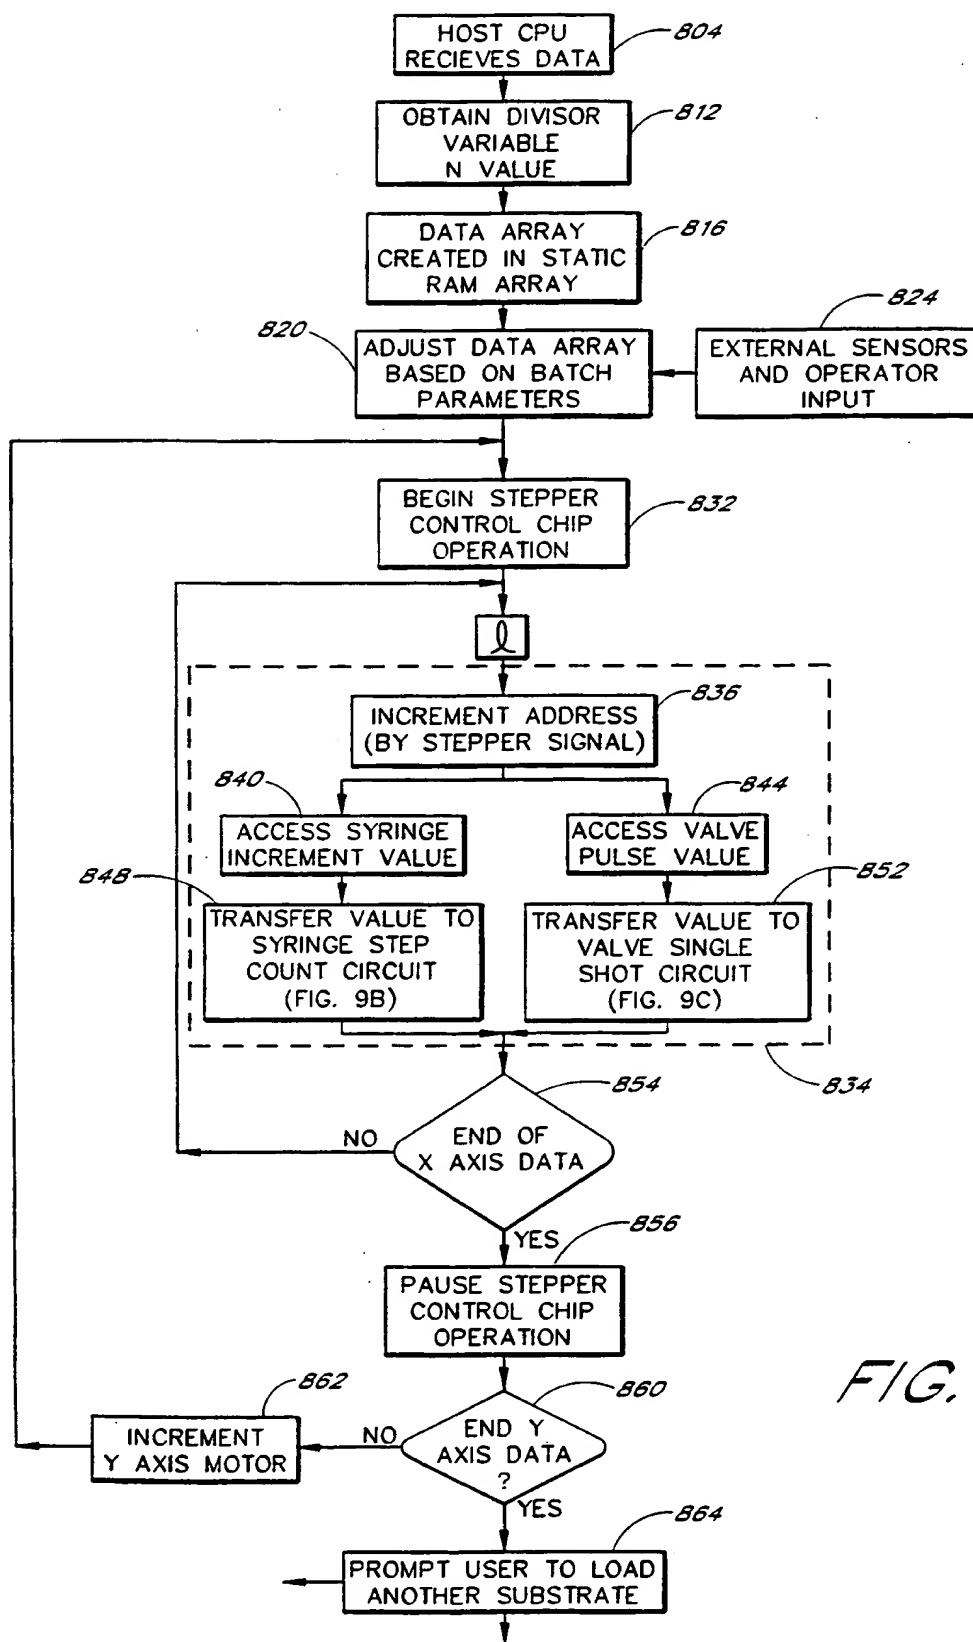 HOST CPU
RECIEVES DATA
804
OBTAIN DIVISOR
VARIABLE
N VALUE
812
DATA ARRAY
CREATED IN STATIC
RAM ARRAY
816
820
ADJUST DATA ARRAY
BASED ON BATCH
PARAMETERS
824
EXTERNAL SENSORS
AND OPERATOR
INPUT
BEGIN STEPPER
CONTROL CHIP
OPERATION
832
l
836
INCREMENT ADDRESS
(BY STEPPER SIGNAL)
840
ACCESS SYRINGE
INCREMENT VALUE
844
ACCESS VALVE
PULSE VALUE
848
TRANSFER VALUE TO
SYRINGE STEP
COUNT CIRCUIT
(FIG. 9B)
852
TRANSFER VALUE TO
VALVE SINGLE
SHOT CIRCUIT
(FIG. 9C)
834
854
END OF
X AXIS DATA
NO
YES
856
PAUSE STEPPER
CONTROL CHIP
OPERATION
FIG.
860
END Y
AXIS DATA
?
NO
862
INCREMENT
Y AXIS MOTOR
YES
864
PROMPT USER TO LOAD
ANOTHER SUBSTRATE